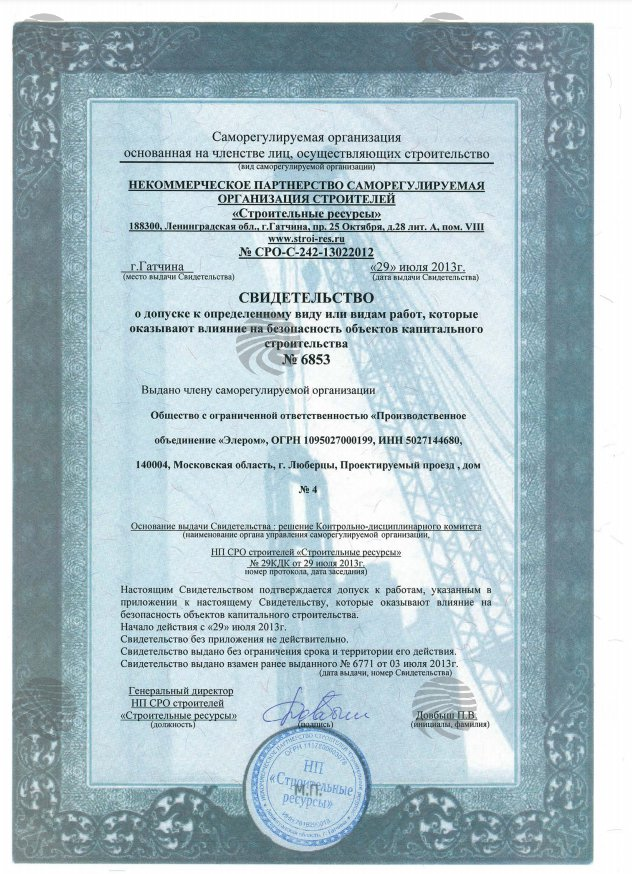 Саморегулируемая организация
основанная на членстве лиц, осуществляющих строительство
(вид саморегулируемой организации)
НЕКОММЕРЧЕСКОЕ ПАРТНЕРСТВО САМОРЕГУЛИРУЕМАЯ
ОРГАНИЗАЦИЯ СТРОИТЕЛЕЙ
«Строительные ресурсы»
188300, Ленинградская обл., г.Гатчина, пр. 25 Октября, д.28 лит. А, пом. VIII
www.stroi-res.ru
№ СРО-С-242-13022012
г.Гатчина «29» июля 2013г.
(место выдачи Свидетельства) (дата выдачи Свидетельства)
СВИДЕТЕЛЬСТВО
о допуске к определенному виду или видам работ, которые
оказывают влияние на безопасность объектов капитального
строительства
№ 6853
Выдано члену саморегулируемой организации
Общество с ограниченной ответственностью «Производственное
объединение «Элером», ОГРН 1095027000199, ИНН 5027144680,
140004, Московская область, г. Люберцы, Проектируемый проезд , дом
№ 4
Основание выдачи Свидетельства : решение Контрольно-дисциплинарного комитета
(наименование органа управления саморегулируемой организации,
НП СРО строителей «Строительные ресурсы»
№ 29КДК от 29 июля 2013г.
номер протокола, дата заседания)
Настоящим Свидетельством подтверждается допуск к работам, указанным в
приложении к настоящему Свидетельству, которые оказывают влияние на
безопасность объектов капитального строительства.
Начало действия с «29» июля 2013г.
Свидетельство без приложения не действительно.
Свидетельство выдано без ограничения срока и территории его действия.
Свидетельство выдано взамен ранее выданного № 6771 от 03 июля 2013г.
(дата выдачи, номер Свидетельства)
Генеральный директор
НП СРО строителей
«Строительные ресурсы» Довбыш П.В.
(должность) (подпись) (инициалы, фамилия)
НП
«Строительные
ресурсы»
М.П.